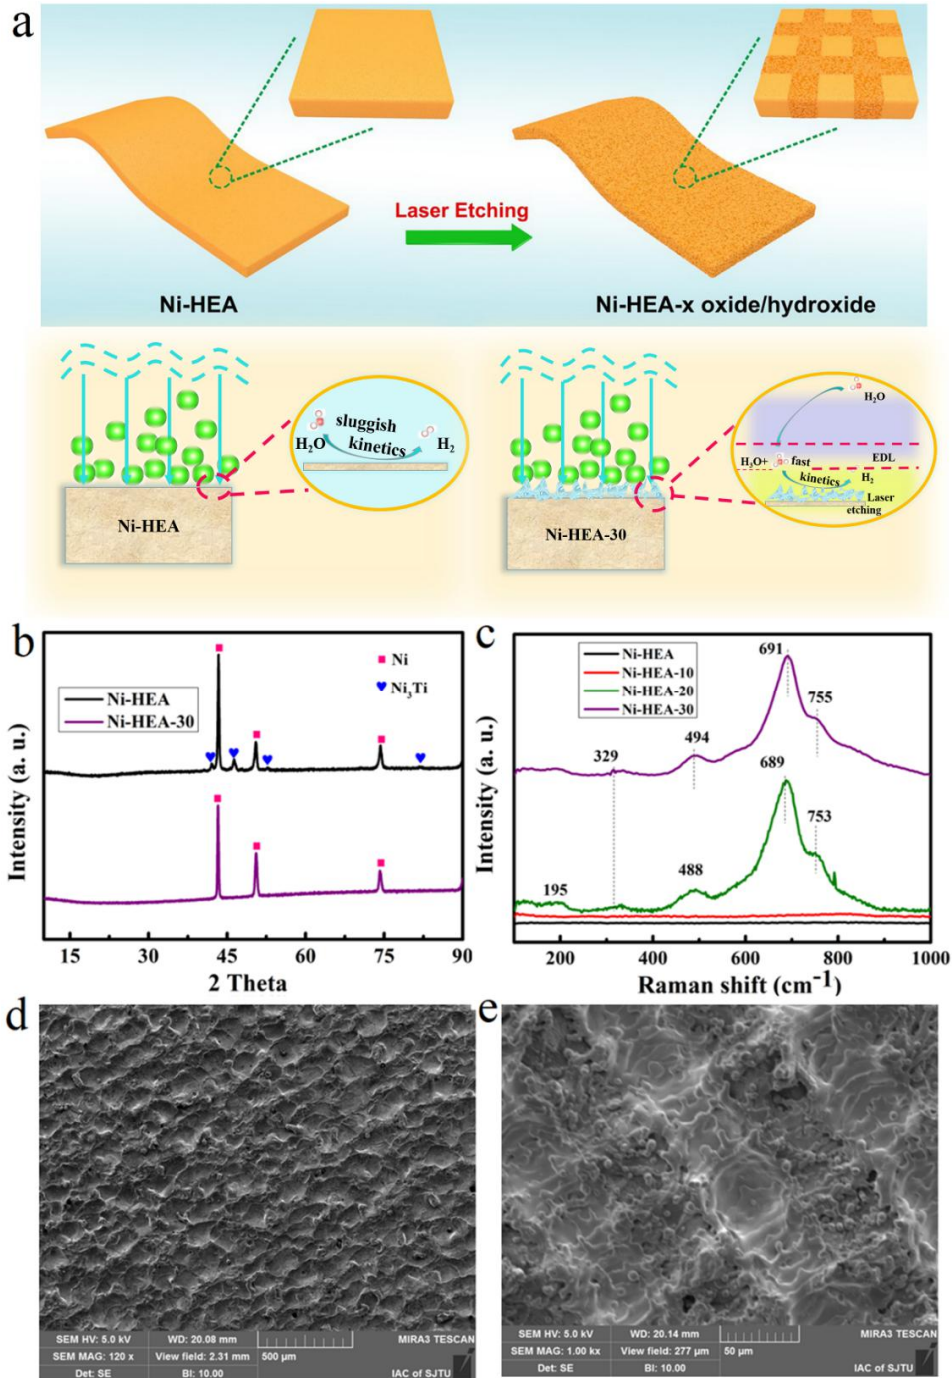 a
Laser Etching
Ni-HEA
Ni-HEA-x oxide/hydroxide
sluggish
kinetics
H₂O
H₂
Ni-HEA
H₂O
EDL
H₃O+
fast
kinetics
H₂
Laser
etching
Ni-HEA-30
b
Intensity (a. u.)
Ni-HEA
Ni-HEA-30
Ni
Ni₃Ti
15 30 45 60 75 90
2 Theta
c
Intensity (a. u.)
Ni-HEA
Ni-HEA-10
Ni-HEA-20
Ni-HEA-30
691
755
494
329
689
753
488
195
200 400 600 800 1000
Raman shift (cm⁻¹)
d
SEM HV: 5.0 kV WD: 20.08 mm MIRA3 TESCAN
SEM MAG: 120 x View field: 2.31 mm 500 µm
Det: SE BI: 10.00 IAC of SJTU
e
SEM HV: 5.0 kV WD: 20.14 mm MIRA3 TESCAN
SEM MAG: 1.00 kx View field: 277 µm 50 µm
Det: SE BI: 10.00 IAC of SJTU